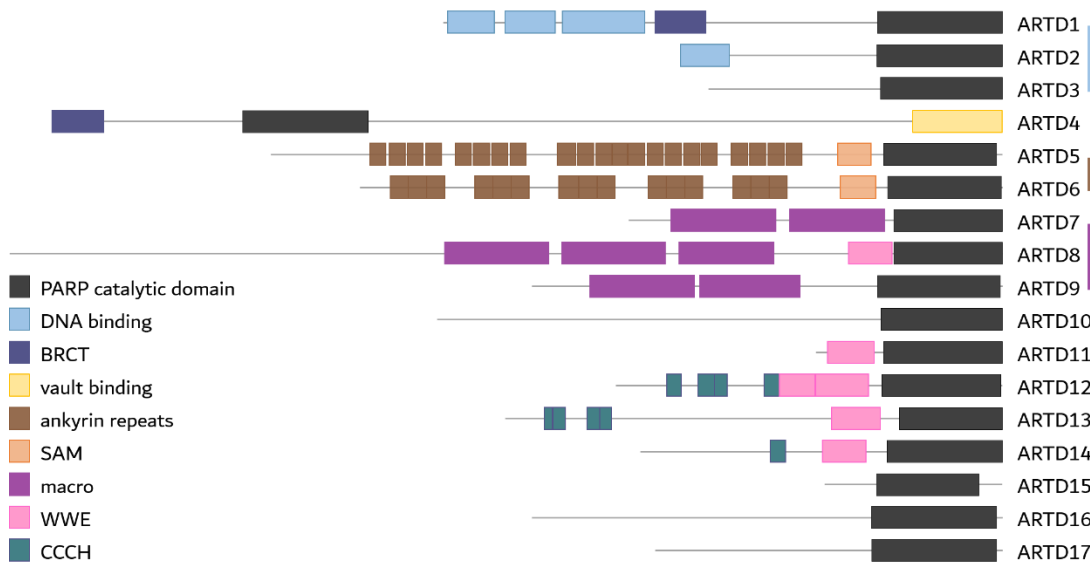 ARTD1
ARTD2
ARTD3
ARTD4
ARTD5
ARTD6
ARTD7
ARTD8
PARP catalytic domain
ARTD9
DNA binding
ARTD10
BRCT
ARTD11
vault binding
ARTD12
ankyrin repeats
ARTD13
SAM
ARTD14
macro
ARTD15
WWE
ARTD16
CCCH
ARTD17